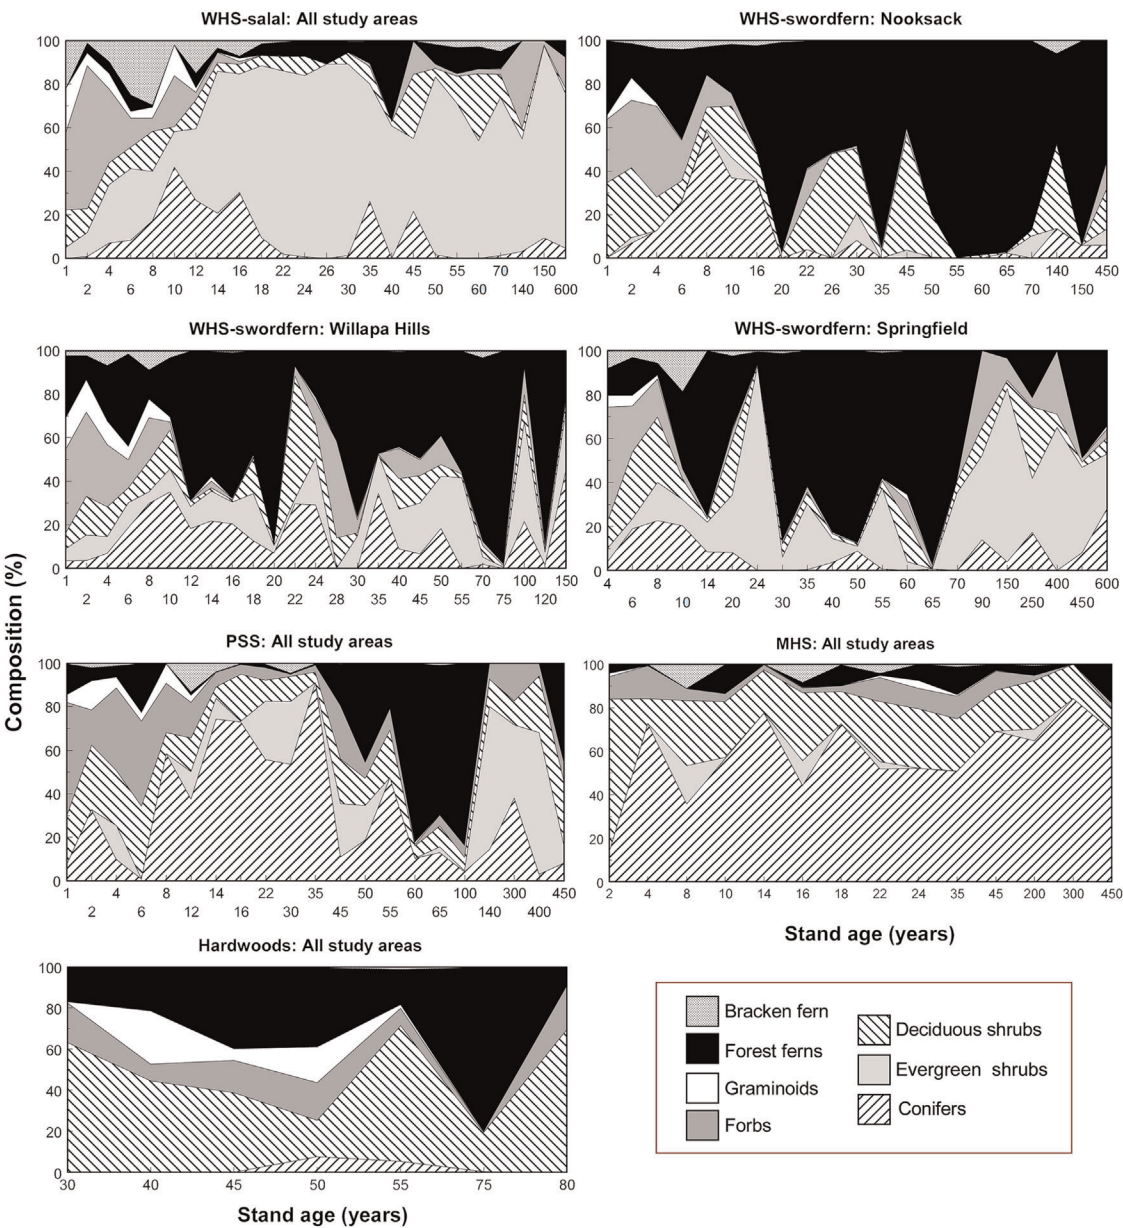 WHS-salal: All study areas
100
80
60
40
20
0
1 4 8 12 16 22 26 35 45 55 70 150
2 6 10 14 18 24 30 40 50 60 140 600
WHS-swordfern: Nooksack
100
80
60
40
20
0
1 4 8 16 22 30 45 55 65 140 450
2 6 10 20 26 35 50 60 70 150
WHS-swordfern: Willapa Hills
100
80
60
40
20
0
1 4 8 12 16 20 24 30 40 50 70 100 150
2 6 10 14 18 22 28 35 45 55 75 120
WHS-swordfern: Springfield
100
80
60
40
20
0
4 8 14 24 35 50 60 70 150 400 600
6 10 20 30 40 55 65 90 250 450
Composition (%)
PSS: All study areas
100
80
60
40
20
0
1 4 8 14 22 35 50 60 100 300 450
2 6 12 16 30 45 55 65 140 400
MHS: All study areas
100
80
60
40
20
0
2 4 8 10 14 16 18 22 24 35 45 200 300 450
Stand age (years)
Hardwoods: All study areas
100
80
60
40
20
0
30 40 45 50 55 75 80
Stand age (years)
Bracken fern
Forest ferns
Graminoids
Forbs
Deciduous shrubs
Evergreen shrubs
Conifers